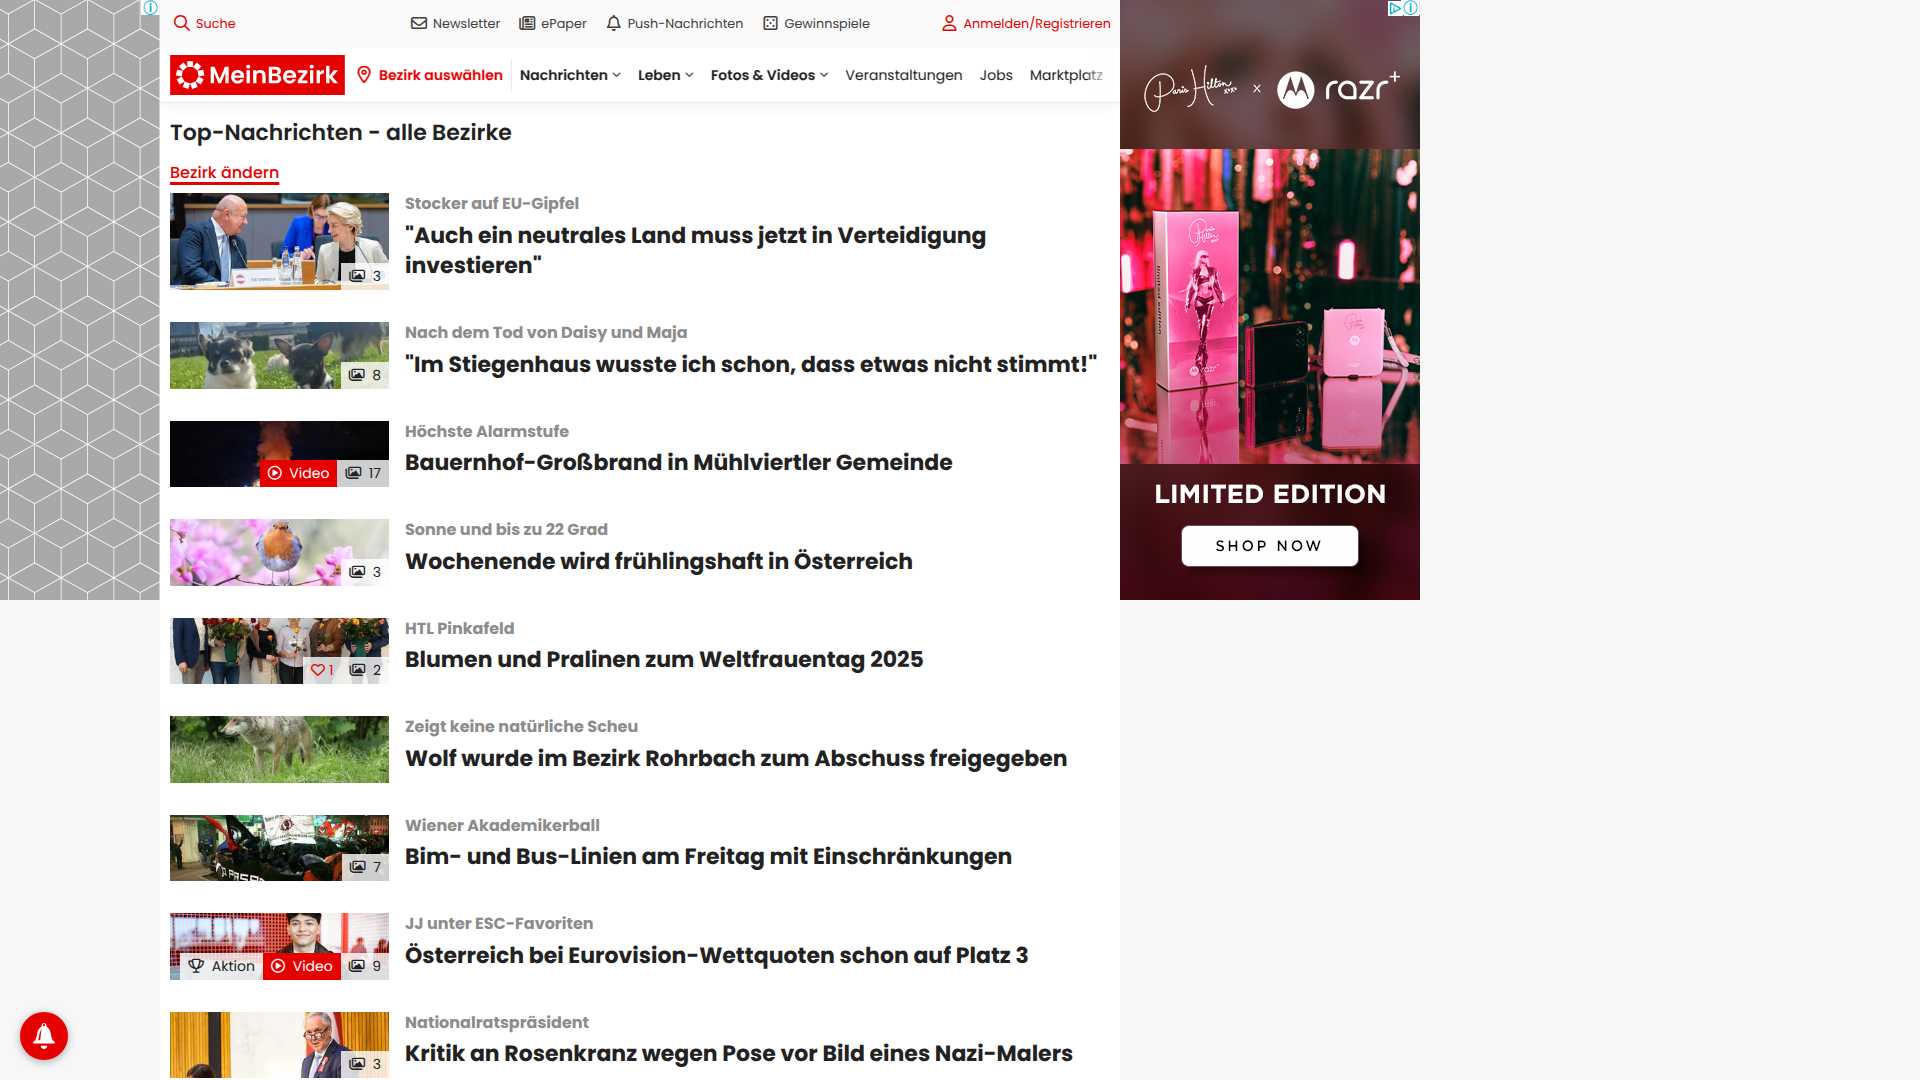 Suche
Newsletter
ePaper
Push-Nachrichten
Gewinnspiele
Anmelden/Registrieren
MeinBezirk
Bezirk auswählen
Nachrichten
Leben
Fotos & Videos
Veranstaltungen
Jobs
Marktplatz
Top-Nachrichten - alle Bezirke
Bezirk ändern
3
Stocker auf EU-Gipfel
"Auch ein neutrales Land muss jetzt in Verteidigung
investieren"
8
Nach dem Tod von Daisy und Maja
"Im Stiegenhaus wusste ich schon, dass etwas nicht stimmt!"
Video 17
Höchste Alarmstufe
Bauernhof-Großbrand in Mühlviertler Gemeinde
3
Sonne und bis zu 22 Grad
Wochenende wird frühlingshaft in Österreich
1 2
HTL Pinkafeld
Blumen und Pralinen zum Weltfrauentag 2025
Zeigt keine natürliche Scheu
Wolf wurde im Bezirk Rohrbach zum Abschuss freigegeben
7
Wiener Akademikerball
Bim- und Bus-Linien am Freitag mit Einschränkungen
Aktion Video 9
JJ unter ESC-Favoriten
Österreich bei Eurovision-Wettquoten schon auf Platz 3
3
Nationalratspräsident
Kritik an Rosenkranz wegen Pose vor Bild eines Nazi-Malers
Paris Hilton xoxo x razr+
LIMITED EDITION
SHOP NOW